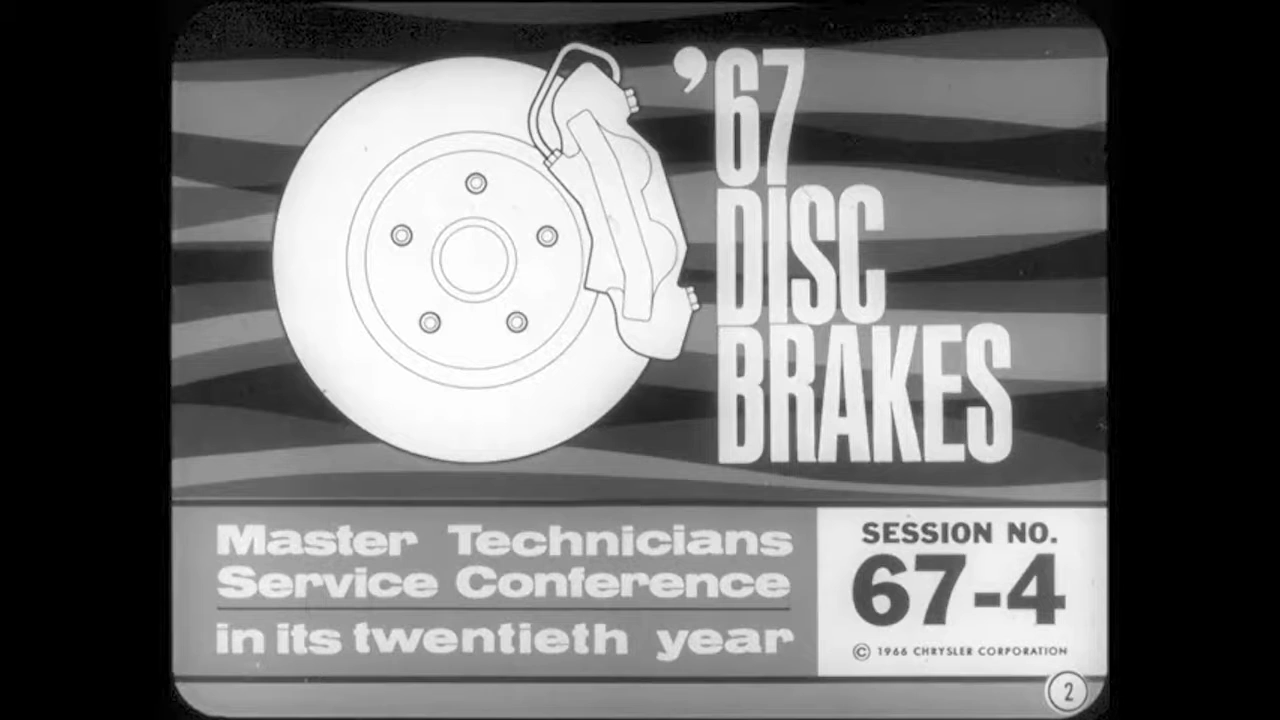 ’67
DISC
BRAKES
Master Technicians
Service Conference
in its twentieth year
SESSION NO.
67-4
© 1966 CHRYSLER CORPORATION
2